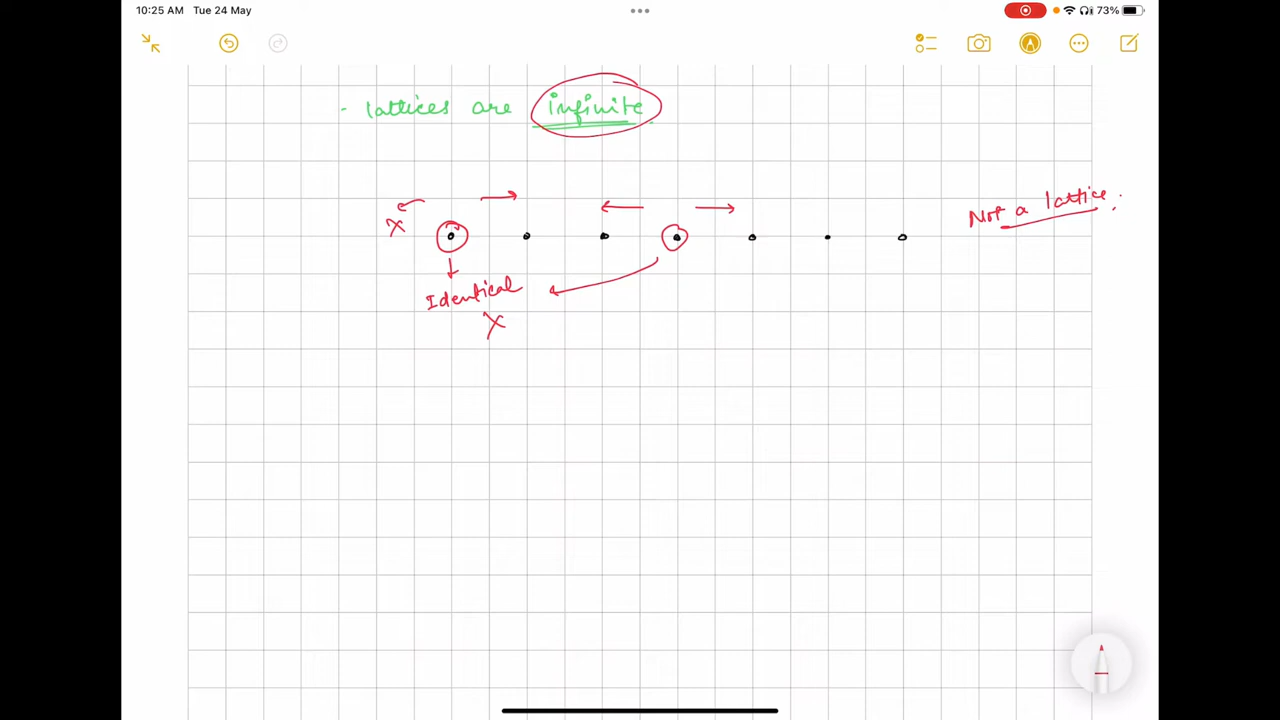 10:25 AM Tue 24 May
73%
- lattices are infinite.
Not a lattice.
X
Identical
X